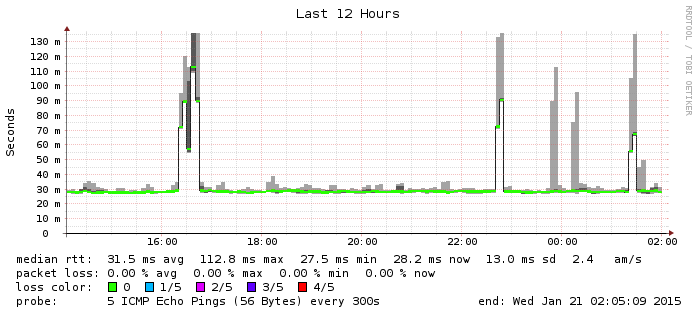 Last 12 Hours
RRDTOOL / TOBI OETIKER
Seconds
130 m
120 m
110 m
100 m
90 m
80 m
70 m
60 m
50 m
40 m
30 m
20 m
10 m
0
16:00 18:00 20:00 22:00 00:00 02:00
median rtt: 31.5 ms avg 112.8 ms max 27.5 ms min 28.2 ms now 13.0 ms sd 2.4 am/s
packet loss: 0.00 % avg 0.00 % max 0.00 % min 0.00 % now
loss color: 0 1/5 2/5 3/5 4/5
probe: 5 ICMP Echo Pings (56 Bytes) every 300s end: Wed Jan 21 02:05:09 2015